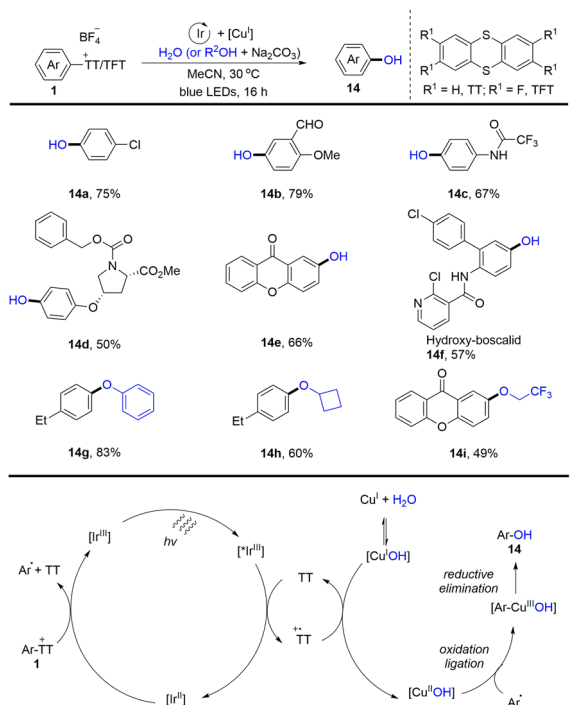 BF₄⁻
Ar
⁺TT/TFT
1
Ir + [Cuᴵ]
H₂O (or R²OH + Na₂CO₃)
MeCN, 30 °C
blue LEDs, 16 h
Ar
OH
14
R¹ S R¹
R¹ S R¹
R¹ = H, TT; R¹ = F, TFT
HO Cl
14a, 75%
CHO
HO OMe
14b, 79%
O
CF₃
HO NH
14c, 67%
O
O N
CO₂Me
HO O
14d, 50%
O
OH
O
14e, 66%
Cl
OH
Cl HN
N O
Hydroxy-boscalid
14f, 57%
O
Et
14g, 83%
O
Et
14h, 60%
O
O CF₃
O
14i, 49%
[Irᴵᴵᴵ]
hv
[*Irᴵᴵᴵ]
Ar• + TT
Ar-TT⁺
1
[Irᴵᴵ]
TT
⁺•TT
Cuᴵ + H₂O
[CuᴵOH]
[CuᴵᴵOH]
Ar•
oxidation
ligation
[Ar-CuᴵᴵᴵOH]
reductive
elimination
Ar-OH
14